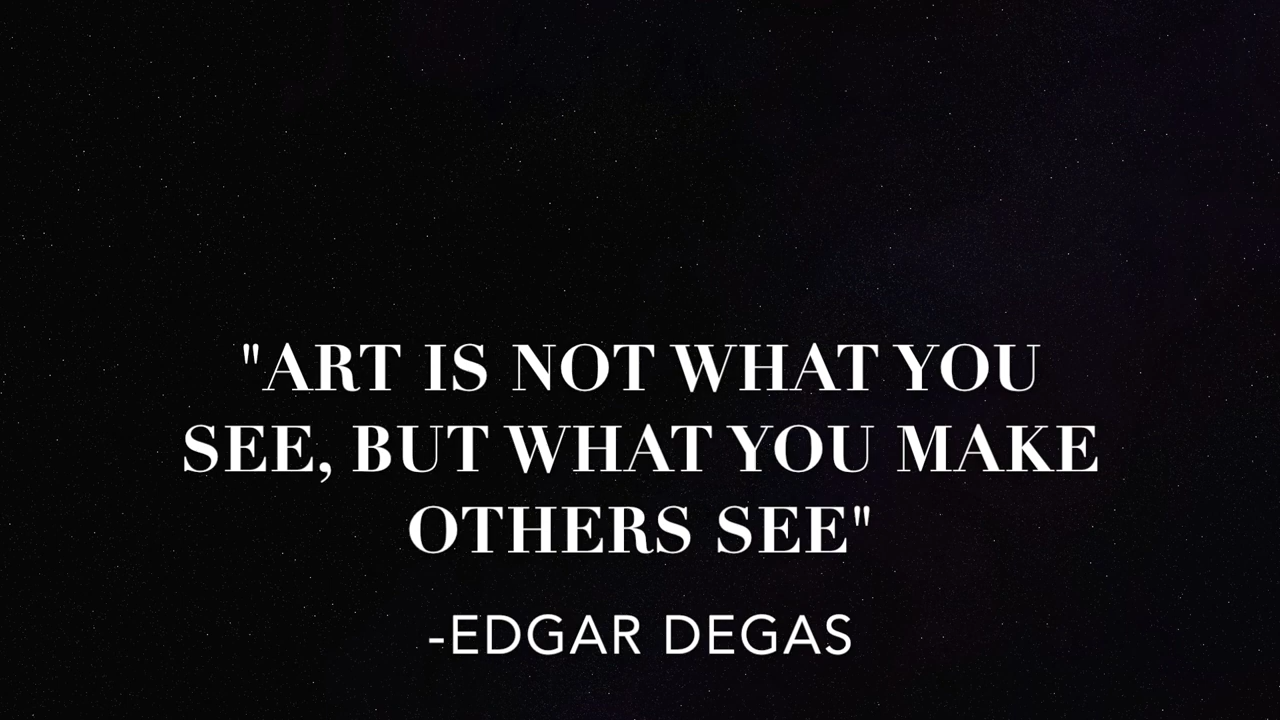 "ART IS NOT WHAT YOU
SEE, BUT WHAT YOU MAKE
OTHERS SEE"
-EDGAR DEGAS